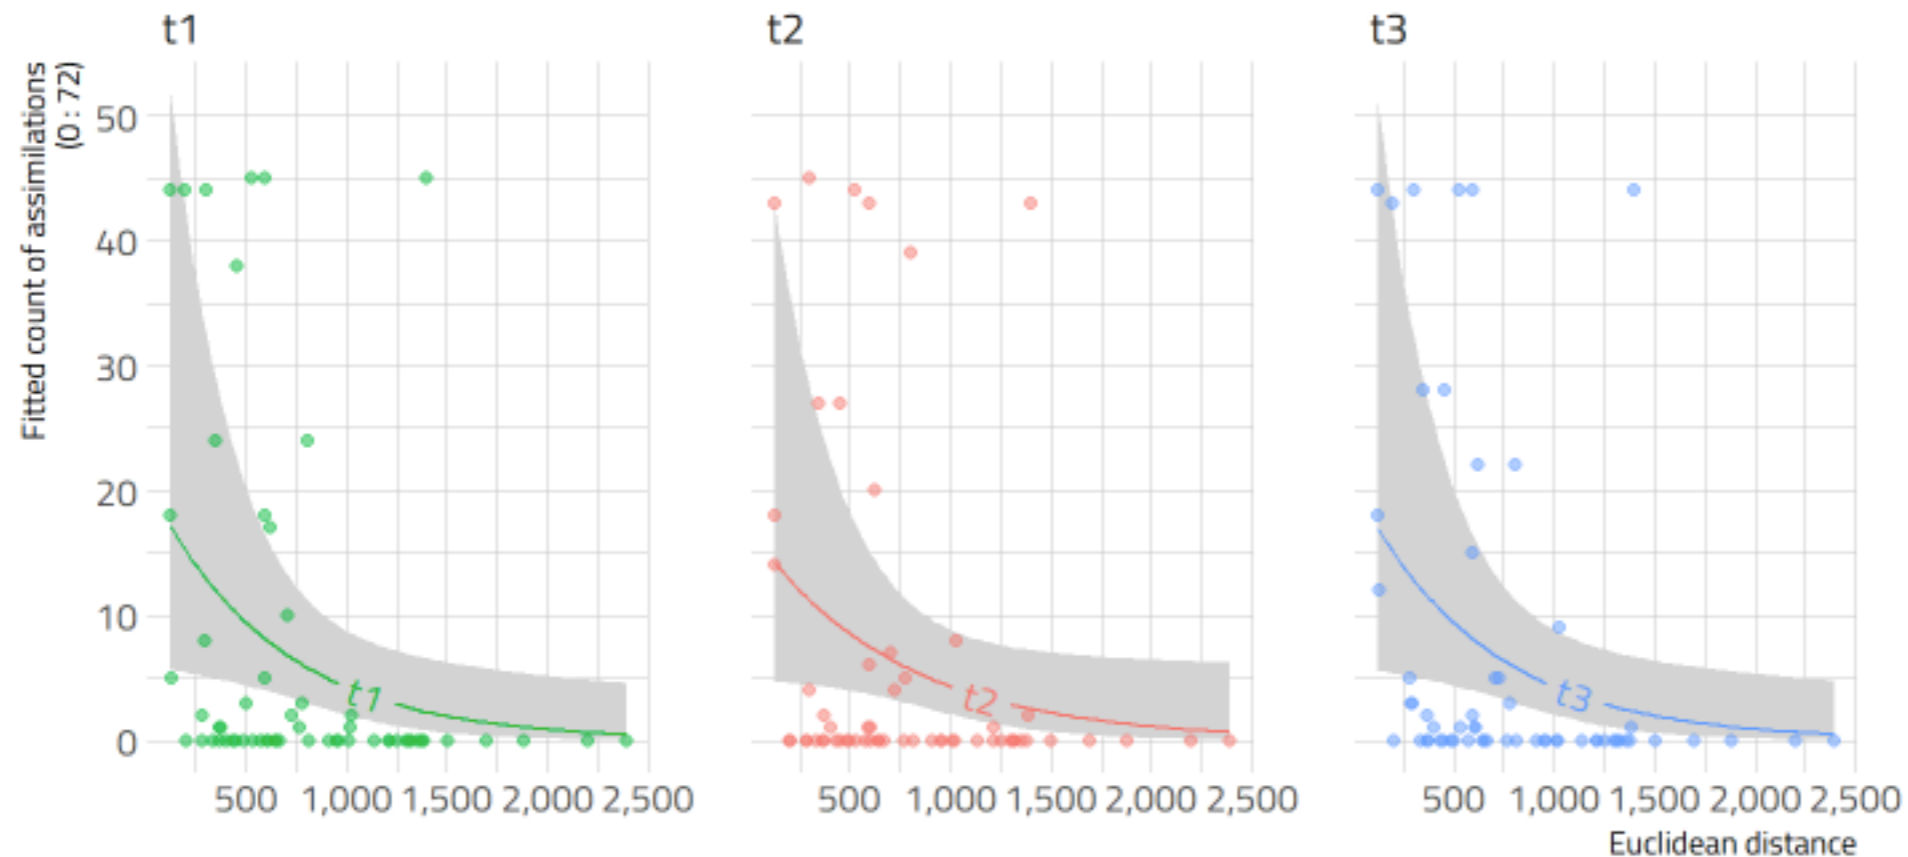 t1 t2 t3
Fitted count of assimilations
(0 : 72)
50
40
30
20
10
0
t1 t2 t3
500 1,000 1,500 2,000 2,500 500 1,000 1,500 2,000 2,500 500 1,000 1,500 2,000 2,500
Euclidean distance